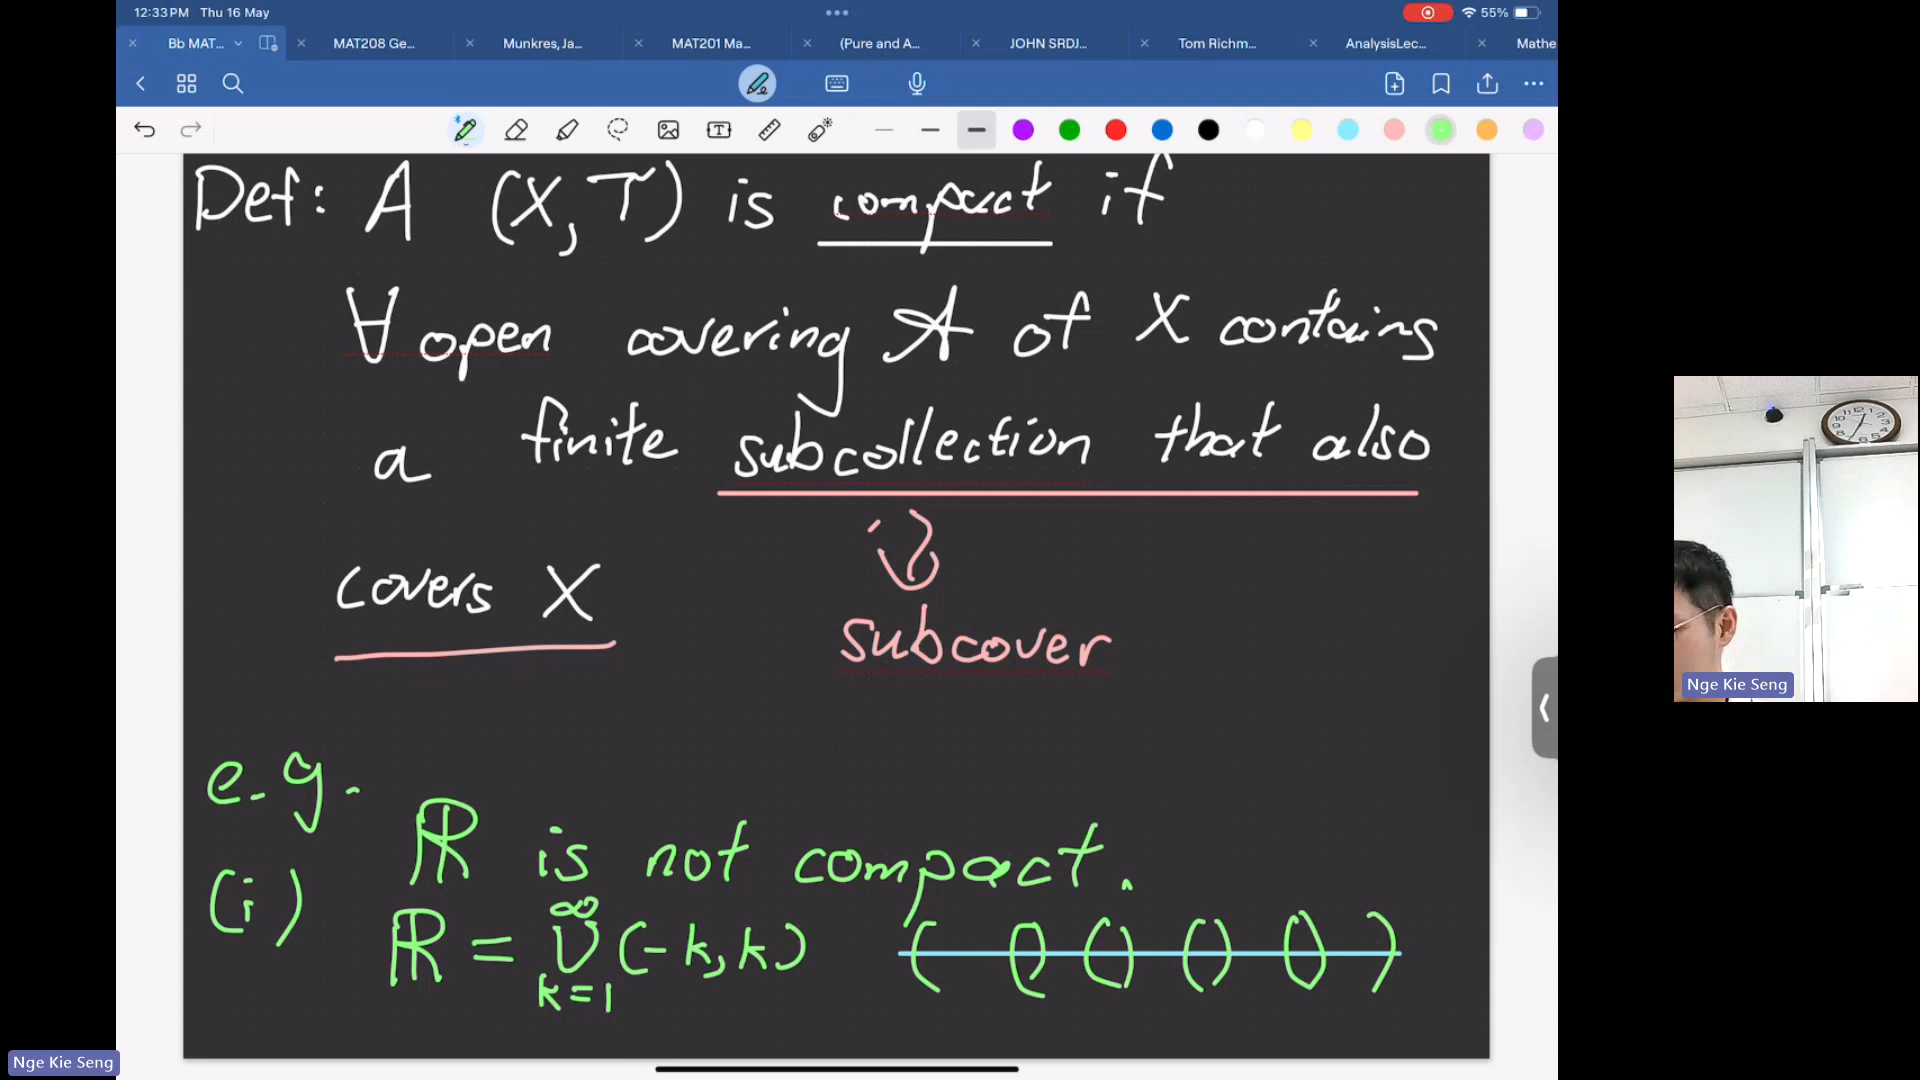 12:33 PM Thu 16 May
55%
Bb MAT...
MAT208 Ge...
Munkres, Ja...
MAT201 Ma...
(Pure and A...
JOHN SRDJ...
Tom Richm...
AnalysisLec...
Mathe
Def: A (X, T) is compact if
∀ open covering A of X contains
a finite subcollection that also
covers X
subcover
e.g.
(i) ℝ is not compact.
ℝ = ∪_{k=1}^{∞} (-k, k)
Nge Kie Seng
Nge Kie Seng